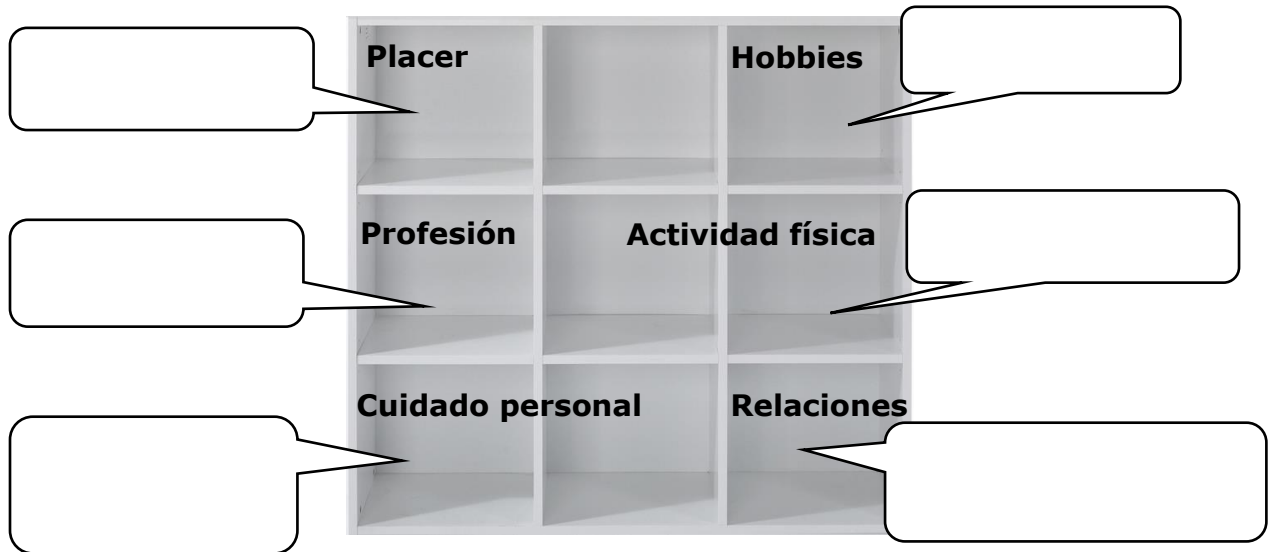 Placer
Hobbies
Profesión
Actividad física
Cuidado personal
Relaciones